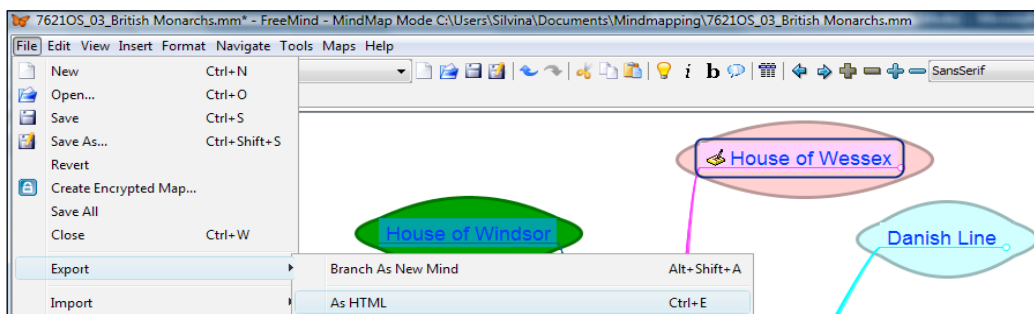 7621OS_03_British Monarchs.mm* - FreeMind - MindMap Mode C:\Users\Silvina\Documents\Mindmapping\7621OS_03_British Monarchs.mm
File Edit View Insert Format Navigate Tools Maps Help
New Ctrl+N
Open... Ctrl+O
Save Ctrl+S
Save As... Ctrl+Shift+S
Revert
Create Encrypted Map...
Save All
Close Ctrl+W
Export
Import
i b SansSerif
House of Wessex
House of Windsor
Danish Line
Branch As New Mind Alt+Shift+A
As HTML Ctrl+E